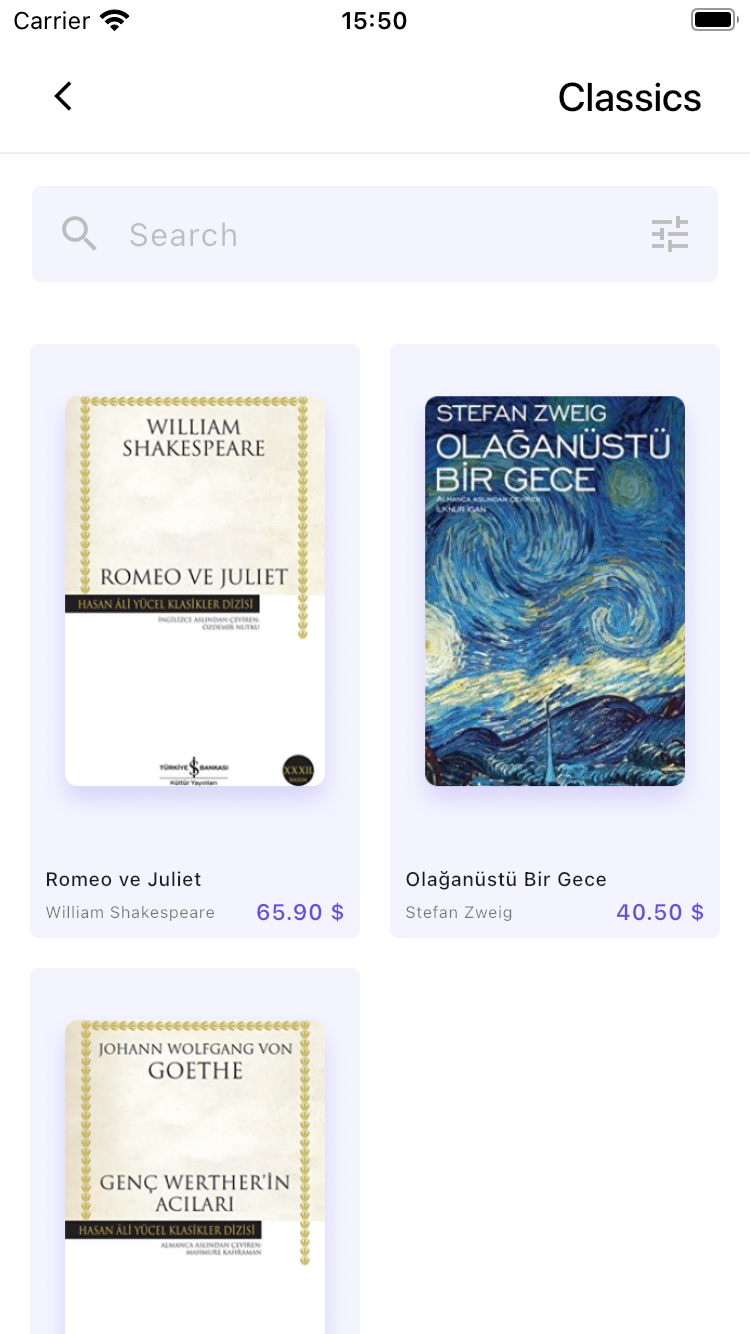 Carrier
15:50
Classics
Search
WILLIAM
SHAKESPEARE
ROMEO VE JULIET
HASAN ÂLİ YÜCEL KLASİKLER DİZİSİ
İNGİLİZCE ASLINDAN ÇEVİREN:
ÖZDEMİR NUTKU
TÜRKİYE İŞ BANKASI
Kültür Yayınları
Romeo ve Juliet
William Shakespeare
65.90 $
STEFAN ZWEIG
OLAĞANÜSTÜ
BİR GECE
ALMANCA ASLINDAN ÇEVİREN:
İLKNUR İGAN
Olağanüstü Bir Gece
Stefan Zweig
40.50 $
JOHANN WOLFGANG VON
GOETHE
GENÇ WERTHER'İN
ACILARI
HASAN ÂLİ YÜCEL KLASİKLER DİZİSİ
ALMANCA ASLINDAN ÇEVİREN:
MAHMURE KAHRAMAN